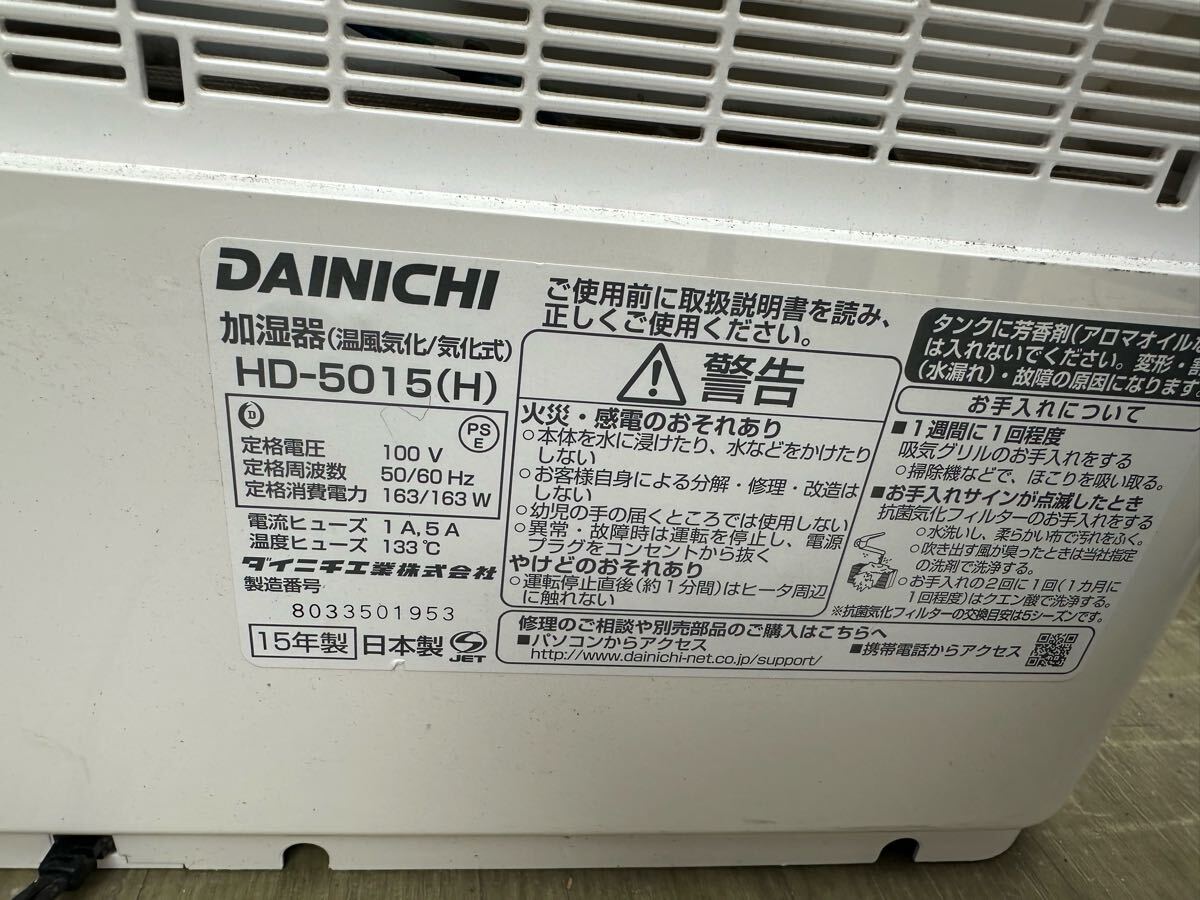 DAINICHI
加湿器(温風気化/気化式)
HD-5015(H)
D
PS
E
定格電圧 100 V
定格周波数 50/60 Hz
定格消費電力 163/163 W
電流ヒューズ 1 A, 5 A
温度ヒューズ 133℃
ダイニチ工業株式会社
製造番号
8033501953
15年製 日本製
JET
ご使用前に取扱説明書を読み、
正しくご使用ください。
警告
火災・感電のおそれあり
○本体を水に浸けたり、水などをかけたり
しない
○お客様自身による分解・修理・改造は
しない
○幼児の手の届くところでは使用しない
○異常・故障時は運転を停止し、電源
プラグをコンセントから抜く
やけどのおそれあり
○運転停止直後(約1分間)はヒータ周辺
に触れない
タンクに芳香剤(アロマオイルな
は入れないでください。変形・割
(水漏れ)・故障の原因になります
お手入れについて
■1週間に1回程度
吸気グリルのお手入れをする
○掃除機などで、ほこりを吸い取る。
■お手入れサインが点滅したとき
抗菌気化フィルターのお手入れをする
○水洗いし、柔らかい布で汚れをふく。
○吹き出す風が臭ったときは当社指定
の洗剤で洗浄する。
○お手入れの2回に1回(1カ月に
1回程度)はクエン酸で洗浄する。
※抗菌気化フィルターの交換目安は5シーズンです。
修理のご相談や別売部品のご購入はこちらへ
■パソコンからアクセス
http://www.dainichi-net.co.jp/support/
■携帯電話からアクセス